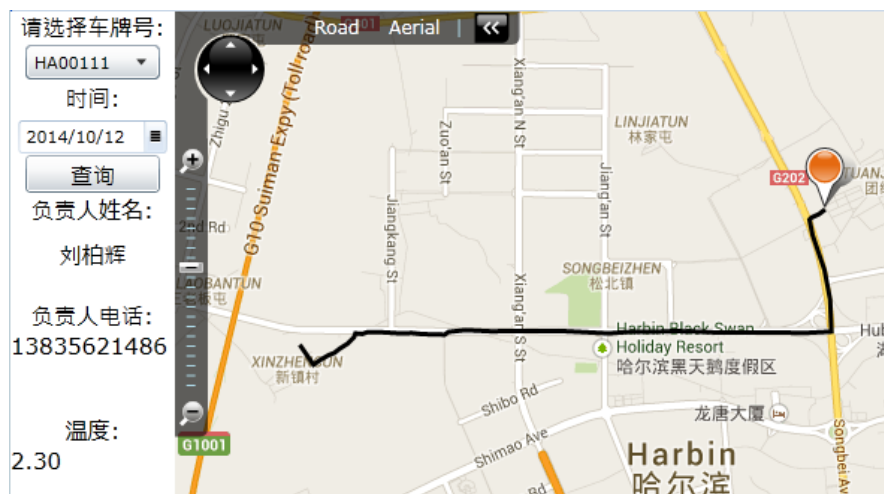 请选择车牌号:
HA00111
时间:
2014/10/12
查询
负责人姓名:
刘柏辉
负责人电话:
13835621486
温度:
2.30
LUOJIATUN
Road
Aerial
|
«
G10 Suiman Expy (Toll road)
Xiang'an N St
Zuo'an St
LINJIATUN
林家屯
G202
Jiang'an St
Jiangkang St
2nd Rd
SONGBEIZHEN
松北镇
Xiang'an S St
Harbin Black Swan
Holiday Resort
哈尔滨黑天鹅度假区
XINZHENCUN
新镇村
Shibo Rd
龙唐大厦
G1001
Shimao Ave
Harbin
哈尔滨